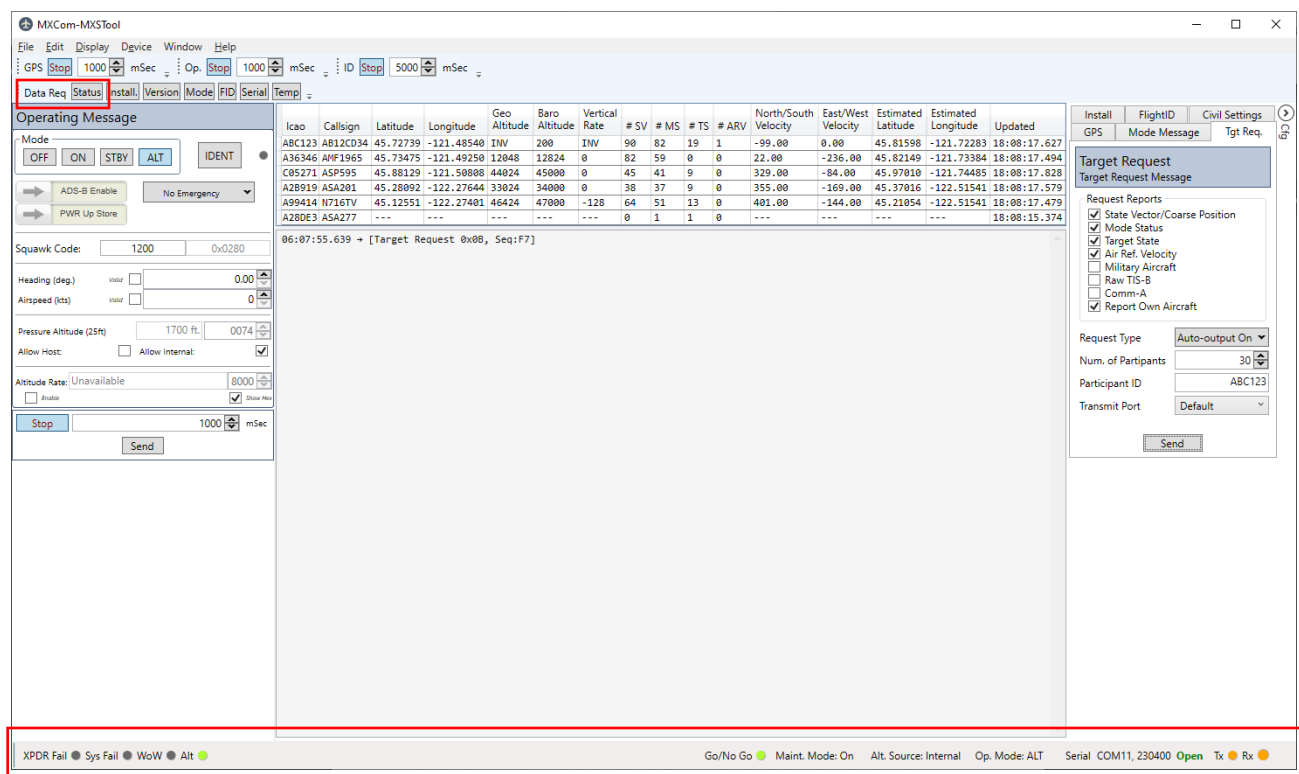 MXCom-MXSTool
File Edit Display Device Window Help
GPS Stop 1000 mSec Op. Stop 1000 mSec ID Stop 5000 mSec
Data Req Status Install. Version Mode FID Serial Temp
Operating Message
Mode
OFF ON STBY ALT IDENT
ADS-B Enable No Emergency
PWR Up Store
Squawk Code: 1200 0x0280
Heading (deg.) Valid 0.00
Airspeed (kts) Valid 0
Pressure Altitude (25ft) 1700 ft. 0074
Allow Host: Allow Internal:
Altitude Rate: Unavailable 8000
Enable Show Hex
Stop 1000 mSec
Send
Icao Callsign Latitude Longitude Geo Altitude Baro Altitude Vertical Rate # SV # MS # TS # ARV North/South Velocity East/West Velocity Estimated Latitude Estimated Longitude Updated
ABC123 AB12CD34 45.72739 -121.48540 INV 200 INV 90 82 19 1 -99.00 0.00 45.81598 -121.72283 18:08:17.627
A36346 AMF1965 45.73475 -121.49250 12048 12824 0 82 59 0 0 22.00 -236.00 45.82149 -121.73384 18:08:17.494
C05271 ASP595 45.88129 -121.50808 44024 45000 0 45 41 9 0 329.00 -84.00 45.97010 -121.74485 18:08:17.828
A2B919 ASA201 45.28092 -122.27644 33024 34000 0 38 37 9 0 355.00 -169.00 45.37016 -122.51541 18:08:17.579
A99414 N716TV 45.12551 -122.27401 46424 47000 -128 64 51 13 0 401.00 -144.00 45.21054 -122.51541 18:08:17.479
A28DE3 ASA277 --- --- --- --- --- 0 1 1 0 --- --- --- --- 18:08:15.374
06:07:55.639 → [Target Request 0x0B, Seq:F7]
Install FlightID Civil Settings
GPS Mode Message Tgt Req.
Cfg
Target Request
Target Request Message
Request Reports
State Vector/Coarse Position
Mode Status
Target State
Air Ref. Velocity
Military Aircraft
Raw TIS-B
Comm-A
Report Own Aircraft
Request Type Auto-output On
Num. of Partipants 30
Participant ID ABC123
Transmit Port Default
Send
XPDR Fail Sys Fail WoW Alt Go/No Go Maint. Mode: On Alt. Source: Internal Op. Mode: ALT Serial COM11, 230400 Open Tx Rx